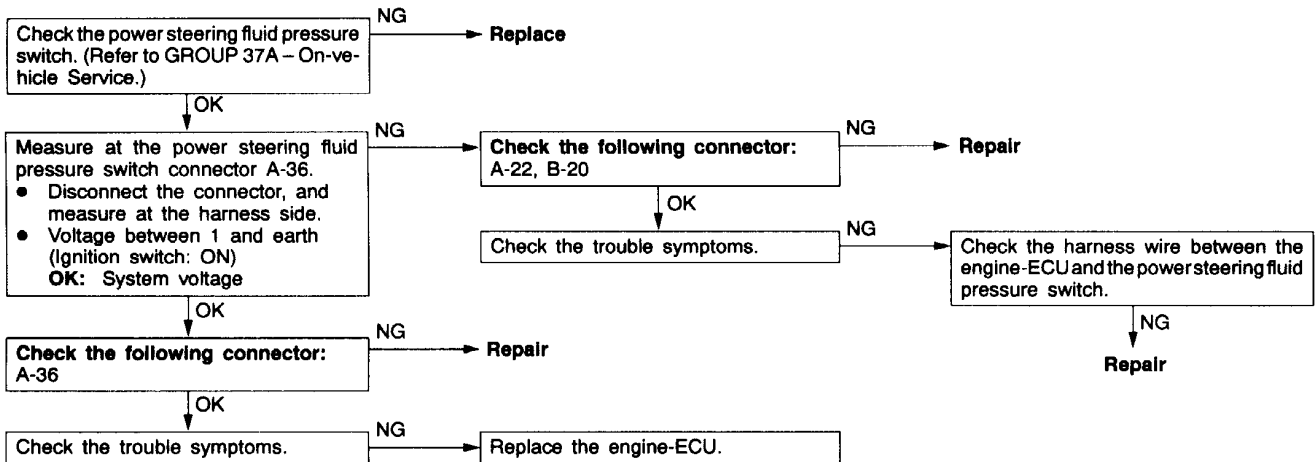 Check the power steering fluid pressure
switch. (Refer to GROUP 37A – On-ve-
hicle Service.)
NG
Replace
OK
Measure at the power steering fluid
pressure switch connector A-36.
● Disconnect the connector, and
measure at the harness side.
● Voltage between 1 and earth
(Ignition switch: ON)
OK: System voltage
NG
Check the following connector:
A-22, B-20
NG
Repair
OK
Check the trouble symptoms.
NG
Check the harness wire between the
engine-ECU and the power steering fluid
pressure switch.
NG
Repair
OK
Check the following connector:
A-36
NG
Repair
OK
Check the trouble symptoms.
NG
Replace the engine-ECU.